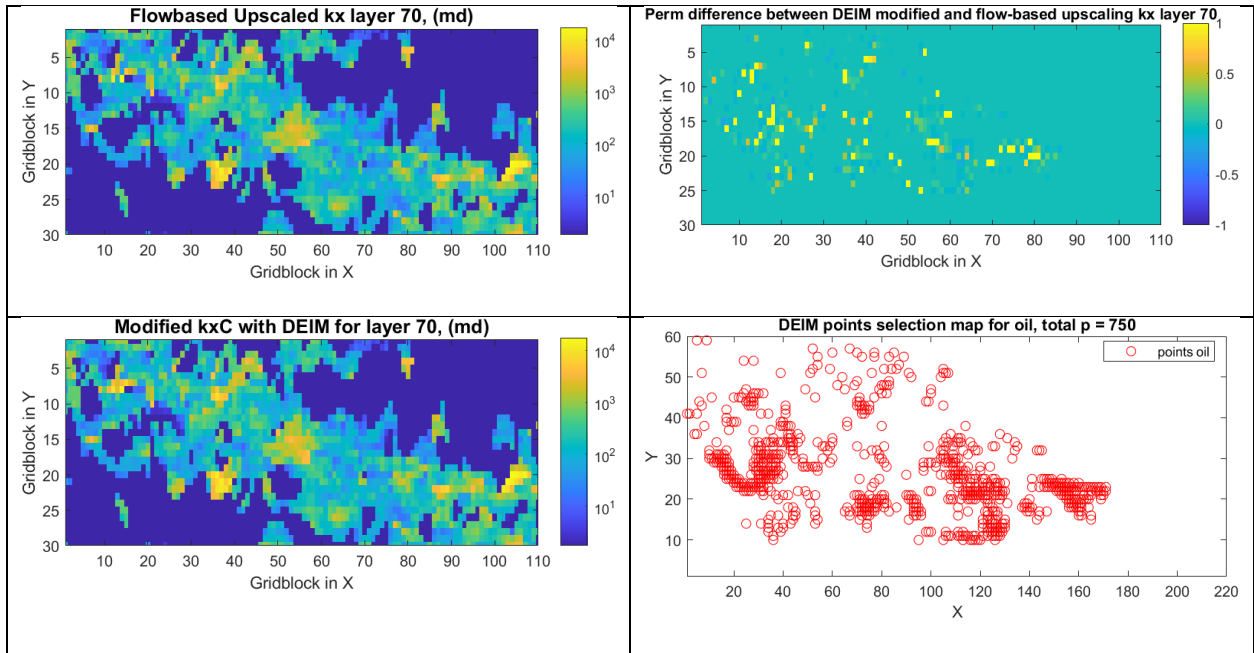 Flowbased Upscaled kx layer 70, (md)
Gridblock in Y
5
10
15
20
25
30
10 20 30 40 50 60 70 80 90 100 110
Gridblock in X
10^4
10^3
10^2
10^1
Perm difference between DEIM modified and flow-based upscaling kx layer 70
Gridblock in Y
5
10
15
20
25
30
10 20 30 40 50 60 70 80 90 100 110
Gridblock in X
1
0.5
0
-0.5
-1
Modified kxC with DEIM for layer 70, (md)
Gridblock in Y
5
10
15
20
25
30
10 20 30 40 50 60 70 80 90 100 110
Gridblock in X
10^4
10^3
10^2
10^1
DEIM points selection map for oil, total p = 750
points oil
Y
60
50
40
30
20
10
20 40 60 80 100 120 140 160 180 200 220
X